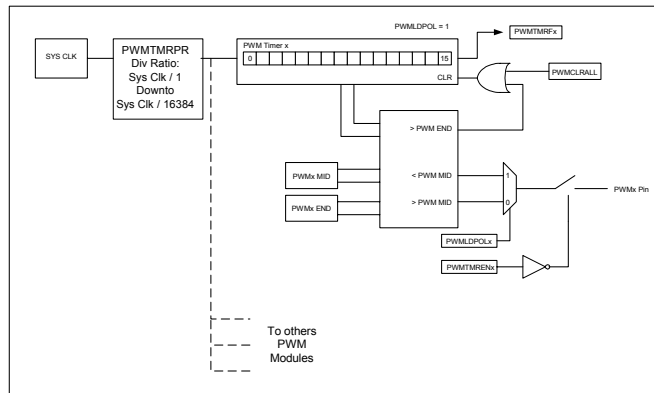 PWMLDPOL = 1
SYS CLK
PWMTMRPR
Div Ratio:
Sys Clk / 1
Downto
Sys Clk / 16384
PWM Timer x
0
15
CLR
PWMTMRFx
PWMCLRALL
> PWM END
< PWM MID
> PWM MID
PWMx MID
PWMx END
1
0
PWMx Pin
PWMLDPOLx
PWMTMRENx
To others
PWM
Modules